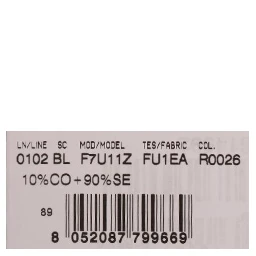 LN/LINE SC MOD/MODEL TES/FABRIC COL.
0102 BL F7U11Z FU1EA R0026
10%CO+90%SE
89
8 052087 799669